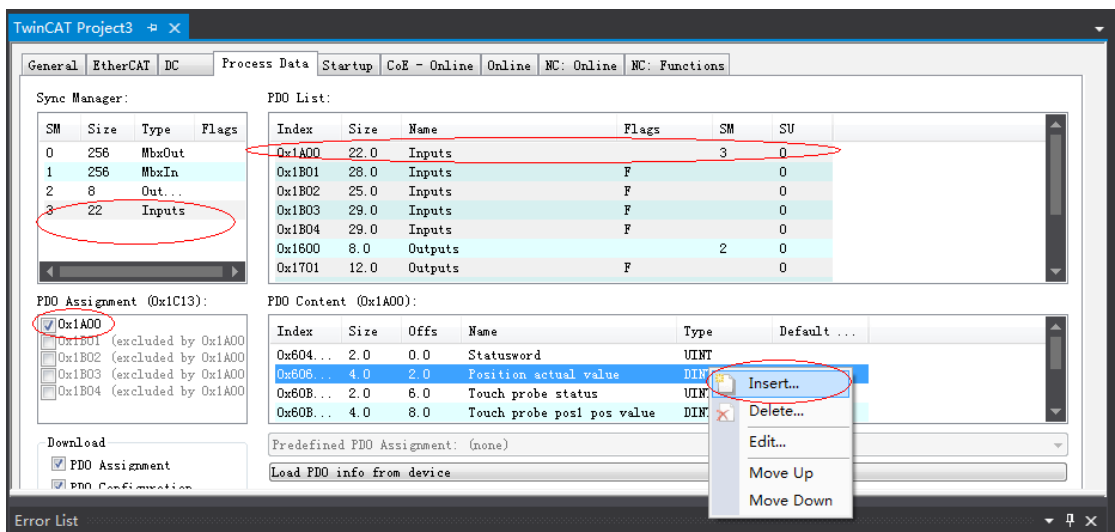 TwinCAT Project3
General EtherCAT DC Process Data Startup CoE - Online Online NC: Online NC: Functions
Sync Manager:
SM Size Type Flags
0 256 MbxOut
1 256 MbxIn
2 8 Out...
3 22 Inputs
PDO List:
Index Size Name Flags SM SU
0x1A00 22.0 Inputs 3 0
0x1B01 28.0 Inputs F 0
0x1B02 25.0 Inputs F 0
0x1B03 29.0 Inputs F 0
0x1B04 29.0 Inputs F 0
0x1600 8.0 Outputs 2 0
0x1701 12.0 Outputs F 0
PDO Assignment (0x1C13):
0x1A00
0x1B01 (excluded by 0x1A00
0x1B02 (excluded by 0x1A00
0x1B03 (excluded by 0x1A00
0x1B04 (excluded by 0x1A00
PDO Content (0x1A00):
Index Size Offs Name Type Default ...
0x604... 2.0 0.0 Statusword UINT
0x606... 4.0 2.0 Position actual value DINT
0x60B... 2.0 6.0 Touch probe status UINT
0x60B... 4.0 8.0 Touch probe pos1 pos value DINT
Insert...
Delete...
Edit...
Move Up
Move Down
Download
PDO Assignment
PDO Configuration
Predefined PDO Assignment: (none)
Load PDO info from device
Error List